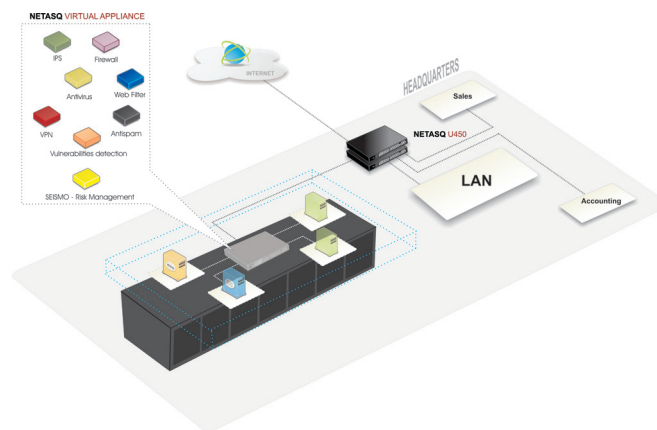 NETASQ VIRTUAL APPLIANCE
IPS
Firewall
Antivirus
Web Filter
VPN
Antispam
Vulnerabilities detection
SEISMO - Risk Management
INTERNET
HEADQUARTERS
Sales
NETASQ U450
LAN
Accounting